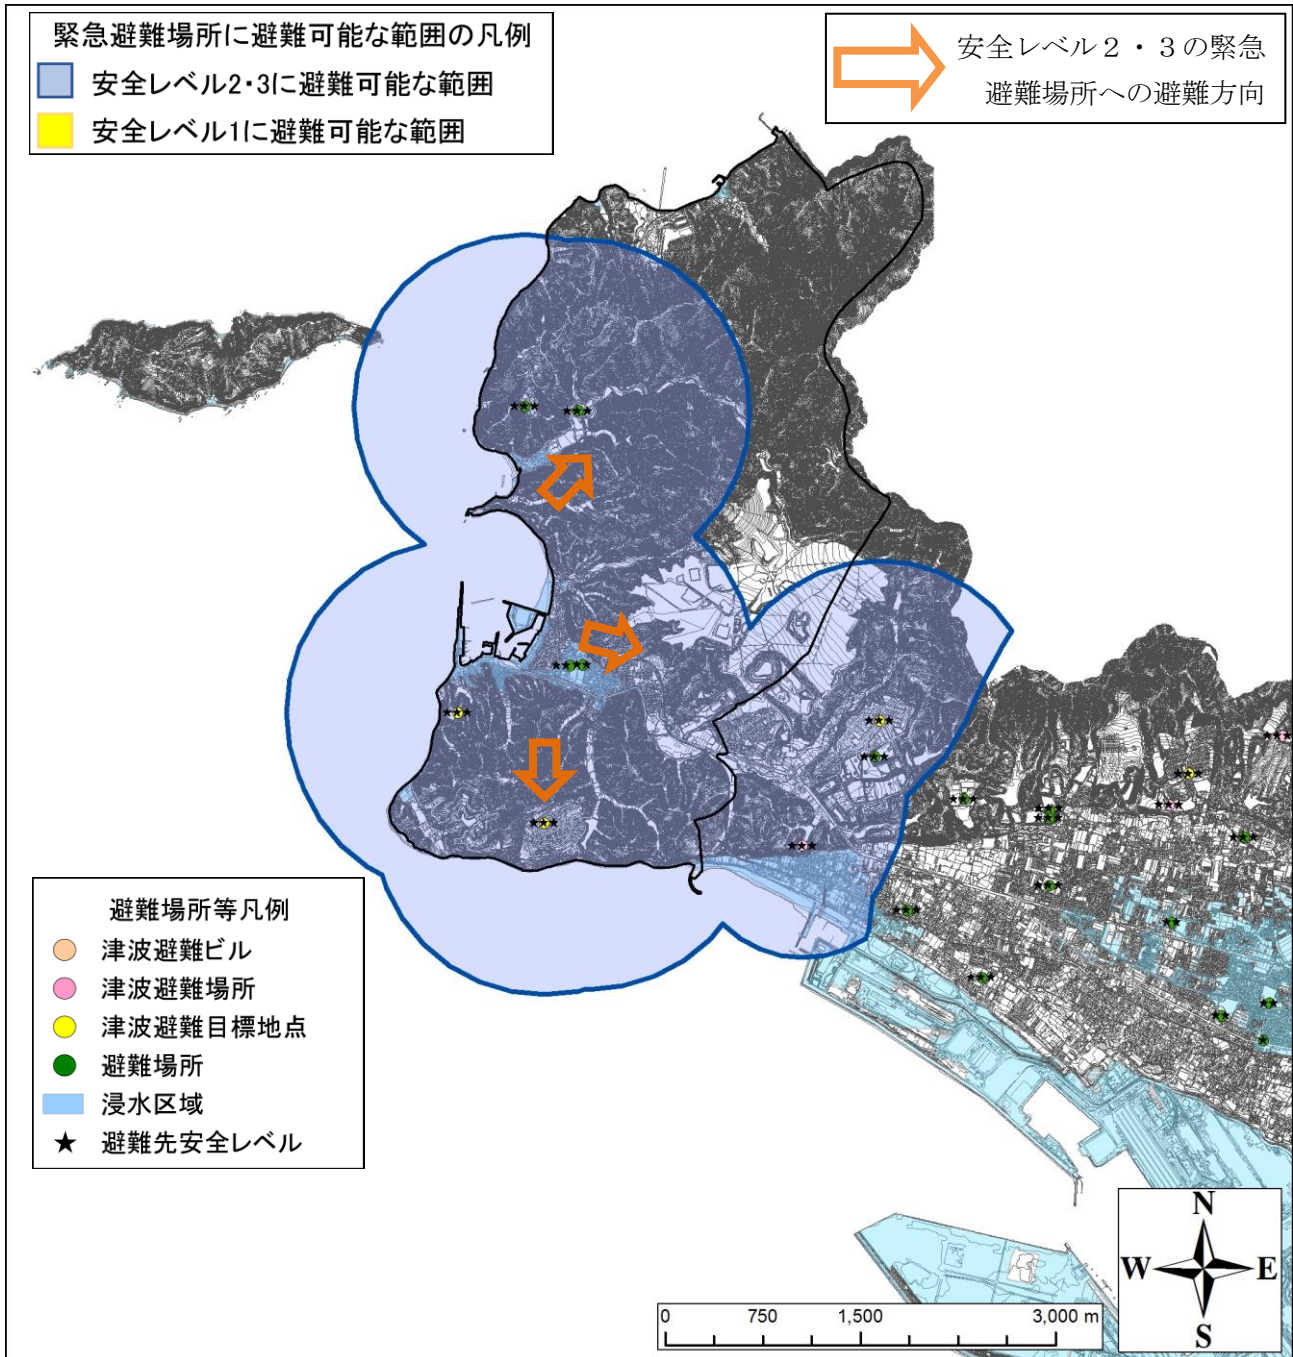 緊急避難場所に避難可能な範囲の凡例
安全レベル2・3に避難可能な範囲
安全レベル1に避難可能な範囲
安全レベル２・３の緊急
避難場所への避難方向
避難場所等凡例
津波避難ビル
津波避難場所
津波避難目標地点
避難場所
浸水区域
★ 避難先安全レベル
0 750 1,500 3,000 m
N
W E
S